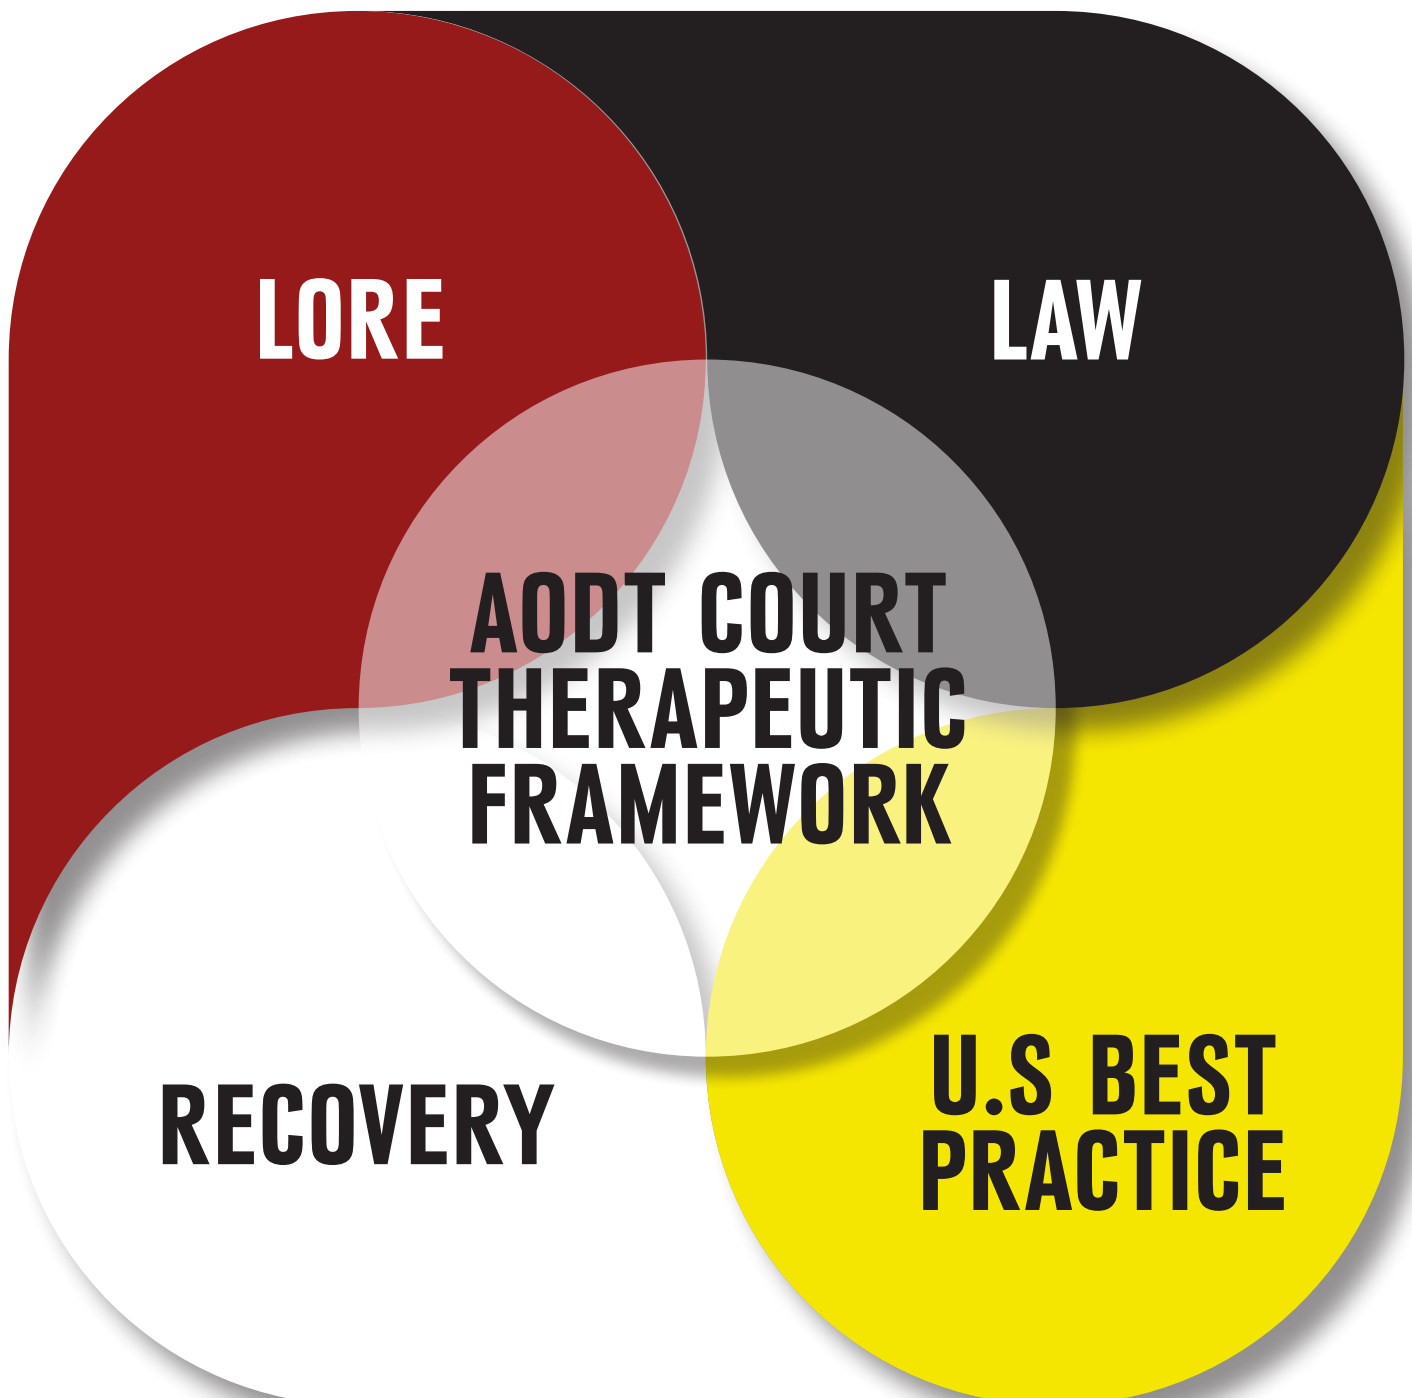 LORE
LAW
AODT COURT
THERAPEUTIC
FRAMEWORK
RECOVERY
U.S BEST
PRACTICE